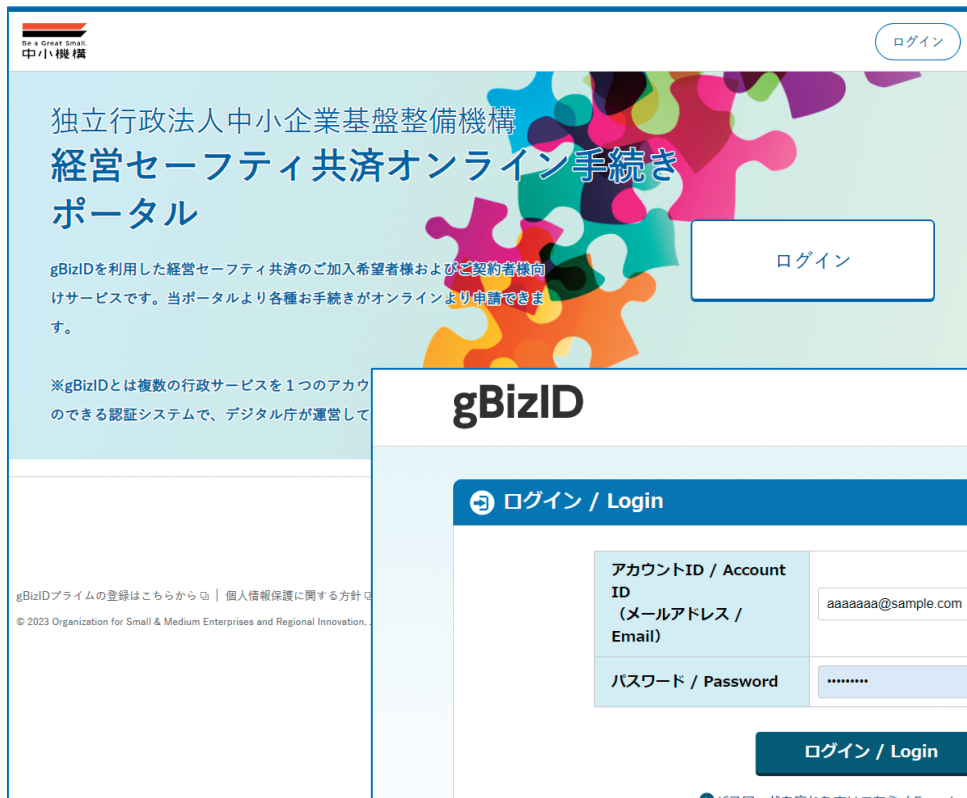 Be a Great Small.
中小機構
ログイン
独立行政法人中小企業基盤整備機構
経営セーフティ共済オンライン手続き
ポータル
gBizIDを利用した経営セーフティ共済のご加入希望者様およびご契約者様向
けサービスです。当ポータルより各種お手続きがオンラインより申請できま
す。
ログイン
※gBizIDとは複数の行政サービスを１つのアカウ
のできる認証システムで、デジタル庁が運営して
gBizIDプライムの登録はこちらから | 個人情報保護に関する方針
© 2023 Organization for Small & Medium Enterprises and Regional Innovation,
gBizID
ログイン / Login
アカウントID / Account
ID
（メールアドレス /
Email）
aaaaaaa@sample.com
パスワード / Password
•••••••••
ログイン / Login